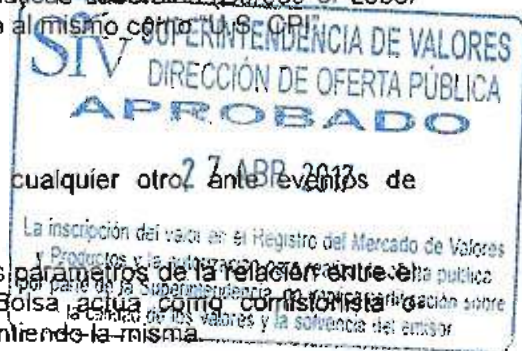 a al mismo como "U.S. CPI"
SIV SUPERINTENDENCIA DE VALORES
DIRECCIÓN DE OFERTA PÚBLICA
APROBADO
27 ABR 2017
cualquier otro, ante eventos de
La inscripción del valor en el Registro del Mercado de Valores
y Productos y la autorización para realizar la oferta publica
por parte de la Superintendencia, no implica certificación sobre
la calidad de los valores y la solvencia del emisor
s parámetros de la relación entre el
Bolsa actúa como comisionista o
ntiendo la misma.